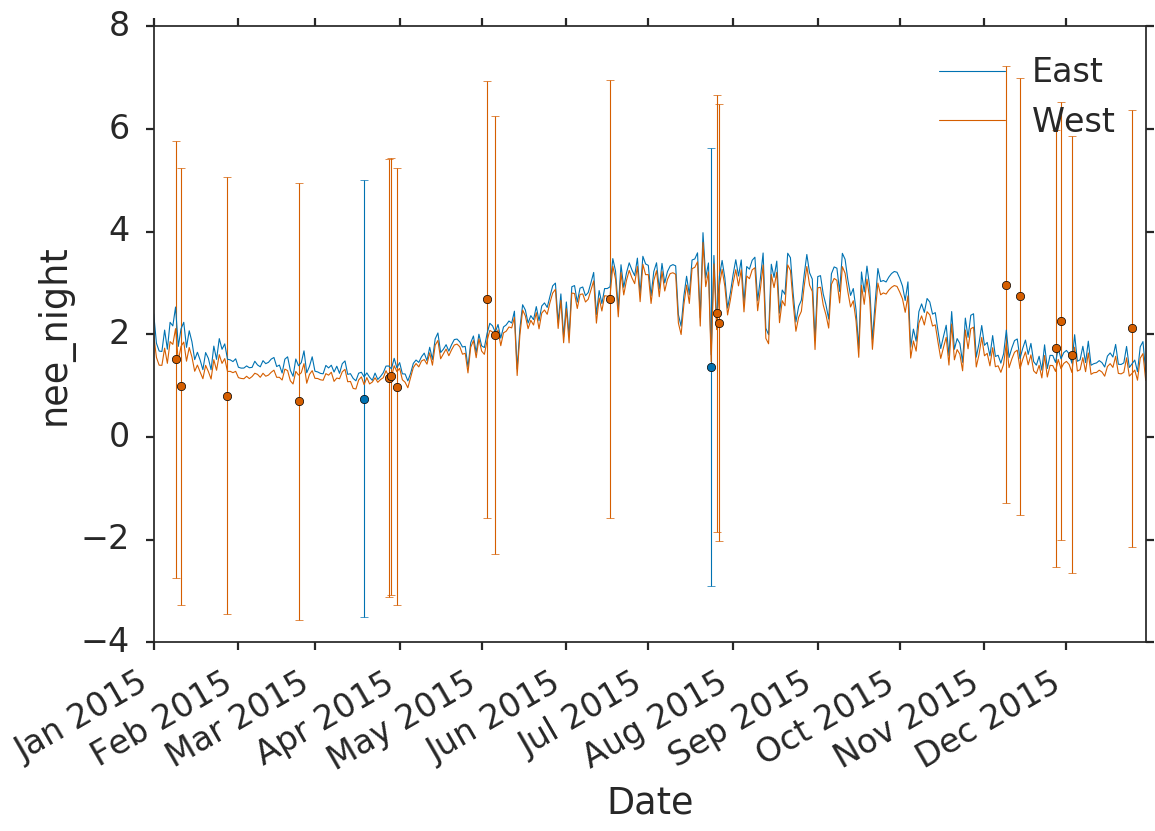 8
6
4
2
0
−2
−4
nee_night
East
West
Jan 2015
Feb 2015
Mar 2015
Apr 2015
May 2015
Jun 2015
Jul 2015
Aug 2015
Sep 2015
Oct 2015
Nov 2015
Dec 2015
Date